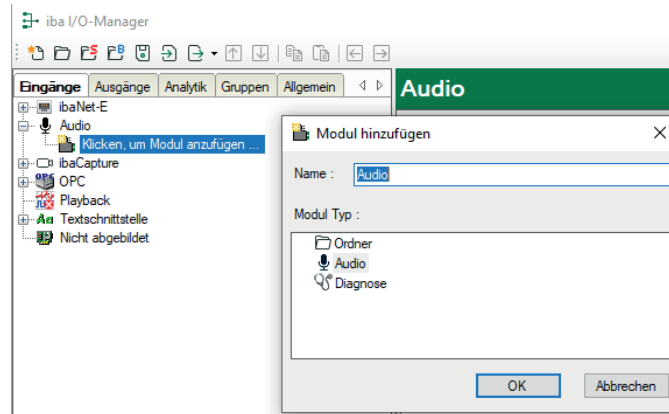 iba I/O-Manager
Eingänge Ausgänge Analytik Gruppen Allgemein
ibaNet-E
Audio
Klicken, um Modul anzufügen ...
ibaCapture
OPC
Playback
Textschnittstelle
Nicht abgebildet
Audio
Modul hinzufügen
Name : Audio
Modul Typ :
Ordner
Audio
Diagnose
OK Abbrechen